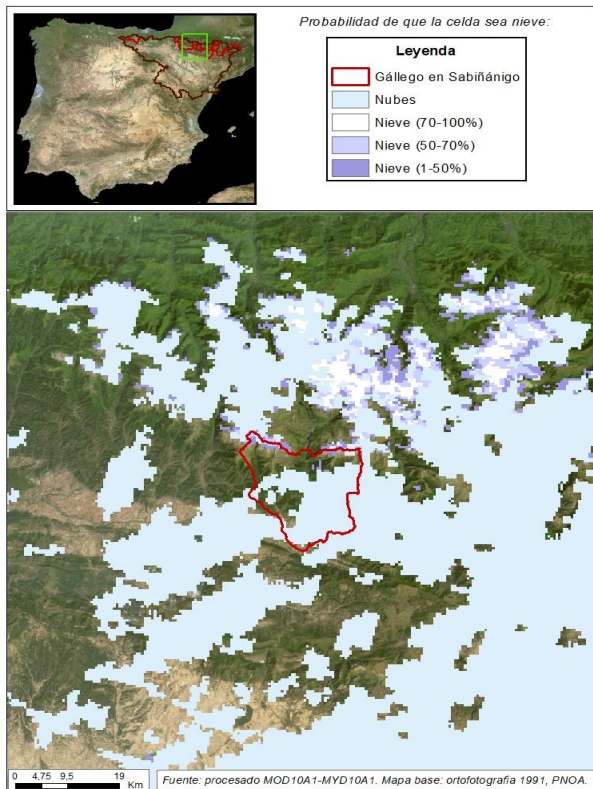 Probabilidad de que la celda sea nieve:
Leyenda
Gállego en Sabiñánigo
Nubes
Nieve (70-100%)
Nieve (50-70%)
Nieve (1-50%)
0 4,75 9,5 19
Km
Fuente: procesado MOD10A1-MYD10A1. Mapa base: ortofotografia 1991, PNOA.